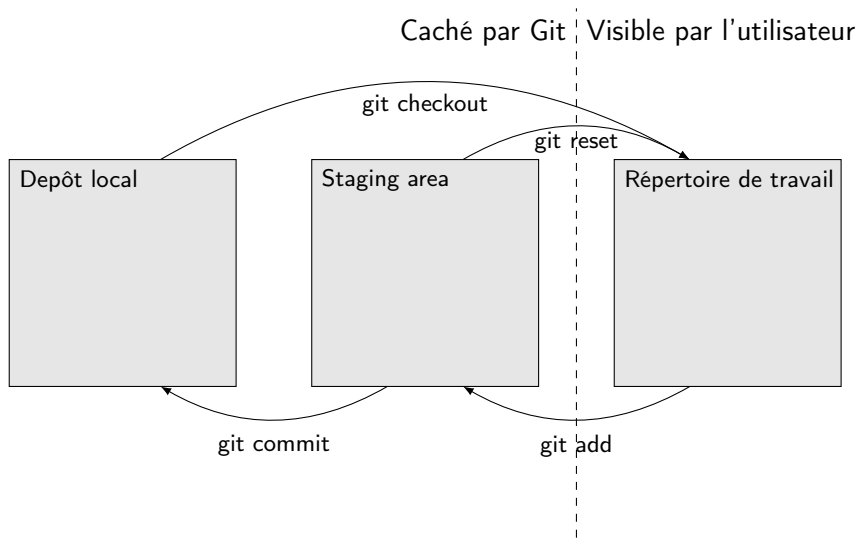 Caché par Git
Visible par l'utilisateur
git checkout
git reset
Depôt local
Staging area
Répertoire de travail
git commit
git add